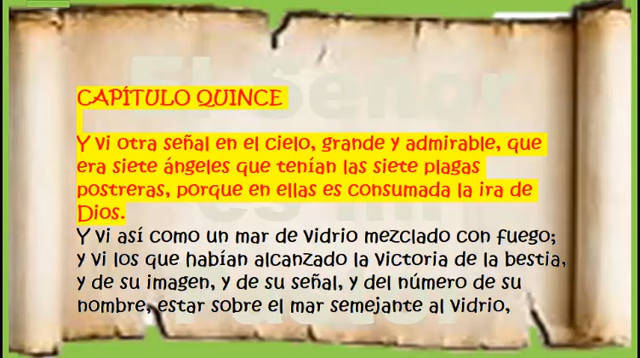 CAPÍTULO QUINCE
Y vi otra señal en el cielo, grande y admirable, que
era siete ángeles que tenían las siete plagas
postreras, porque en ellas es consumada la ira de
Dios.
Y vi así como un mar de vidrio mezclado con fuego;
y vi los que habían alcanzado la victoria de la bestia,
y de su imagen, y de su señal, y del número de su
nombre, estar sobre el mar semejante al vidrio,